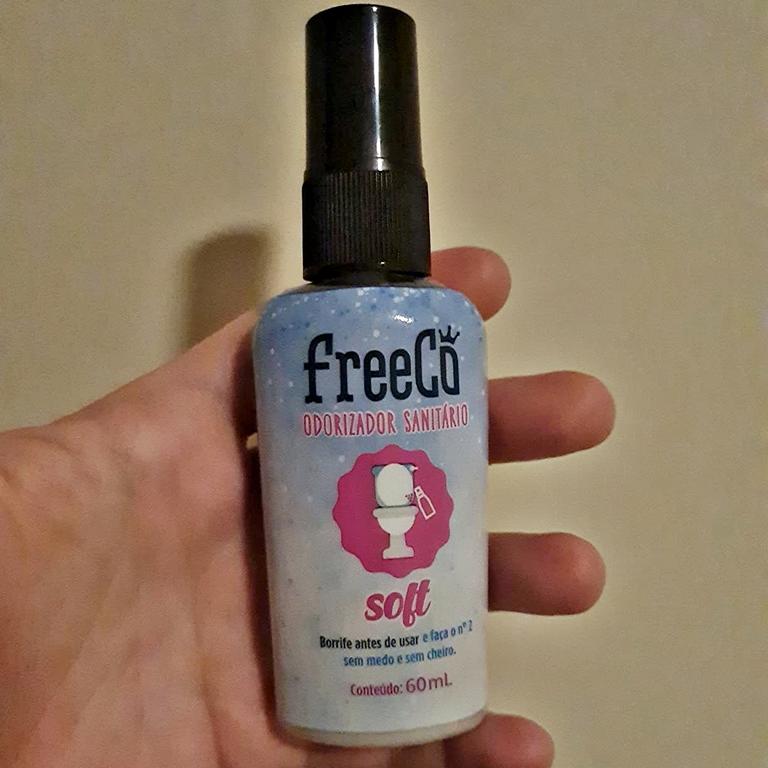 freeCô
ODORIZADOR SANITÁRIO
soft
Borrife antes de usar e faça o nº 2
sem medo e sem cheiro.
Conteúdo: 60mL